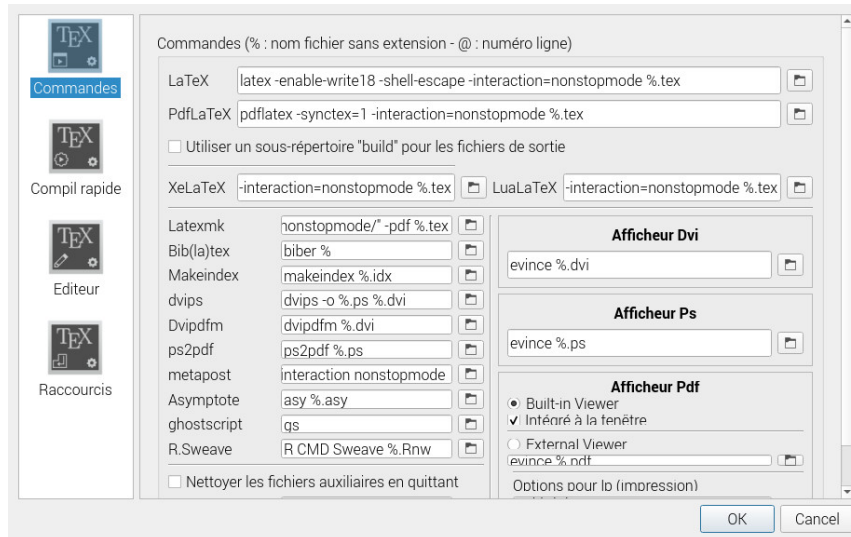 TEX
Commandes
TEX
Compil rapide
TEX
Editeur
TEX
Raccourcis
Commandes (% : nom fichier sans extension - @ : numéro ligne)
LaTeX latex -enable-write18 -shell-escape -interaction=nonstopmode %.tex
PdfLaTeX pdflatex -synctex=1 -interaction=nonstopmode %.tex
Utiliser un sous-répertoire "build" pour les fichiers de sortie
XeLaTeX -interaction=nonstopmode %.tex LuaLaTeX -interaction=nonstopmode %.tex
Latexmk nonstopmode/" -pdf %.tex
Bib(la)tex biber %
Makeindex makeindex %.idx
dvips dvips -o %.ps %.dvi
Dvipdfm dvipdfm %.dvi
ps2pdf ps2pdf %.ps
metapost interaction nonstopmode
Asymptote asy %.asy
ghostscript gs
R.Sweave R CMD Sweave %.Rnw
Nettoyer les fichiers auxiliaires en quittant
Afficheur Dvi
evince %.dvi
Afficheur Ps
evince %.ps
Afficheur Pdf
Built-in Viewer
Intégré à la fenêtre
External Viewer
evince %.pdf
Options pour lp (impression)
OK Cancel